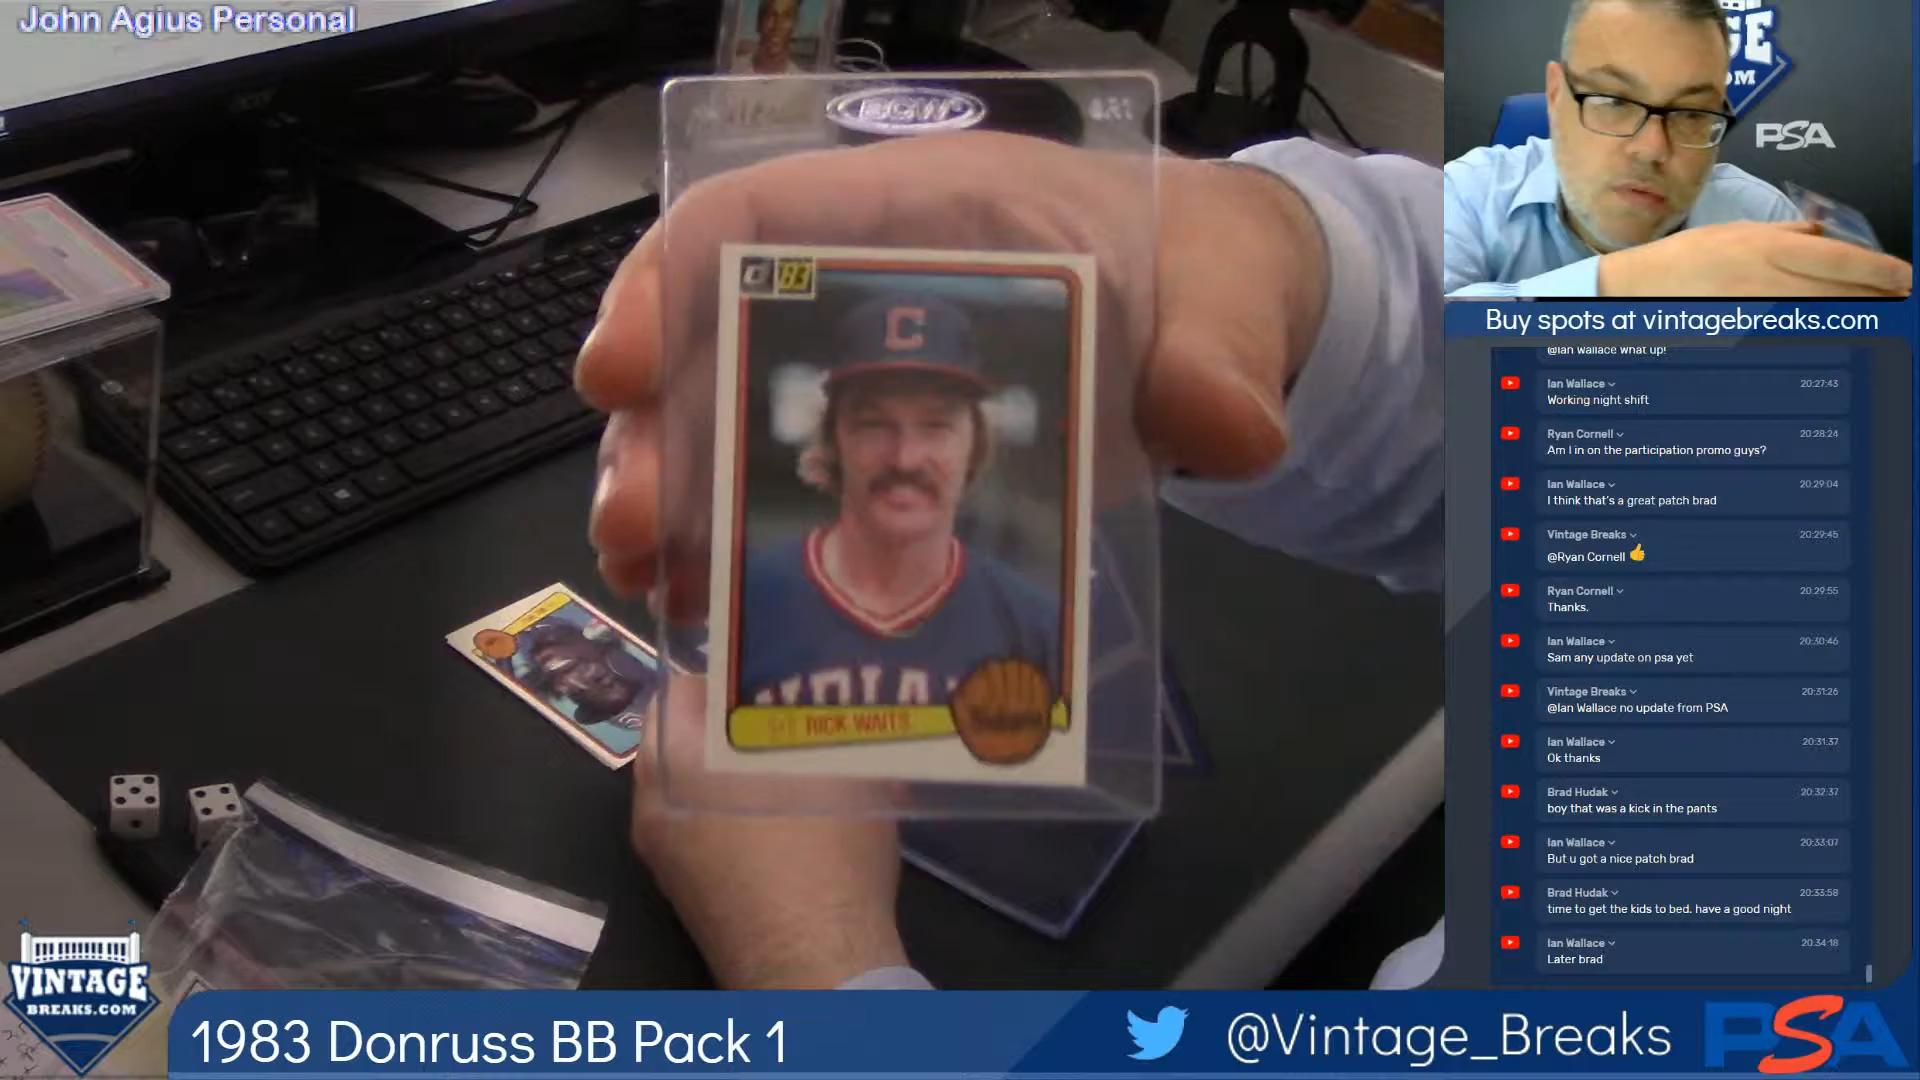 John Agius Personal
BCW
83
C
RICK WAITS
Indians
GE
OM
PSA
Buy spots at vintagebreaks.com
@Ian Wallace What up!
Ian Wallace 20:27:43
Working night shift
Ryan Cornell 20:28:24
Am I in on the participation promo guys?
Ian Wallace 20:29:04
I think that's a great patch brad
Vintage Breaks 20:29:45
@Ryan Cornell 👍
Ryan Cornell 20:29:55
Thanks.
Ian Wallace 20:30:46
Sam any update on psa yet
Vintage Breaks 20:31:26
@Ian Wallace no update from PSA
Ian Wallace 20:31:37
Ok thanks
Brad Hudak 20:32:37
boy that was a kick in the pants
Ian Wallace 20:33:07
But u got a nice patch brad
Brad Hudak 20:33:58
time to get the kids to bed. have a good night
Ian Wallace 20:34:18
Later brad
VINTAGE
BREAKS.COM
1983 Donruss BB Pack 1
@Vintage_Breaks
PSA